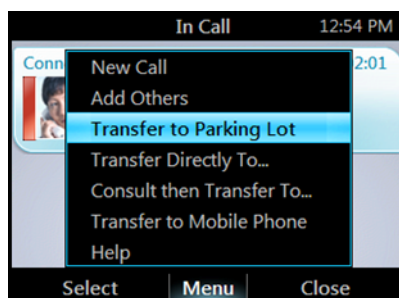 In Call 12:54 PM
Conn 2:01
New Call
Add Others
Transfer to Parking Lot
Transfer Directly To...
Consult then Transfer To...
Transfer to Mobile Phone
Help
Select Menu Close